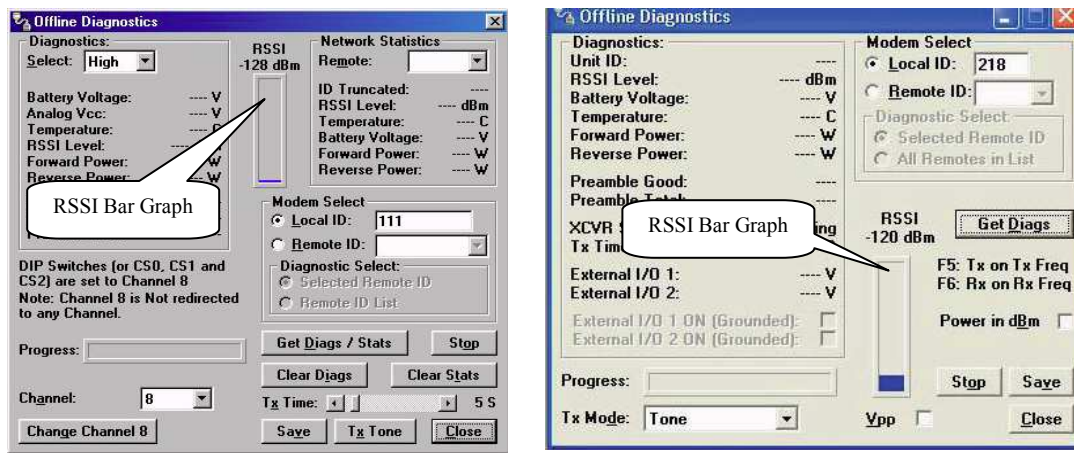 Offline Diagnostics
Diagnostics:
Select: High
Battery Voltage: ---- V
Analog Vcc: ---- V
Temperature: ---- C
RSSI Level:
Forward Power: ---- W
Reverse Power: ---- W
RSSI Bar Graph
RSSI
-128 dBm
Network Statistics
Remote:
ID Truncated: ----
RSSI Level: ---- dBm
Temperature: ---- C
Battery Voltage: ---- V
Forward Power: ---- W
Reverse Power: ---- W
Modem Select
Local ID: 111
Remote ID:
Diagnostic Select:
Selected Remote ID
Remote ID List
DIP Switches (or CS0, CS1 and
CS2) are set to Channel 8
Note: Channel 8 is Not redirected
to any Channel.
Progress:
Get Diags / Stats
Stop
Clear Diags
Clear Stats
Channel: 8
Tx Time: 5 S
Change Channel 8
Save
Tx Tone
Close
Offline Diagnostics
Diagnostics:
Unit ID: ----
RSSI Level: ---- dBm
Battery Voltage: ---- V
Temperature: ---- C
Forward Power: ---- W
Reverse Power: ---- W
Preamble Good: ----
Preamble Total: ----
XCVR
Tx Tim
External I/O 1: ---- V
External I/O 2: ---- V
External I/O 1 ON (Grounded):
External I/O 2 ON (Grounded):
RSSI Bar Graph
Modem Select
Local ID: 218
Remote ID:
Diagnostic Select:
Selected Remote ID
All Remotes in List
RSSI
-120 dBm
Get Diags
F5: Tx on Tx Freq
F6: Rx on Rx Freq
Power in dBm
Progress:
Stop
Save
Tx Mode: Tone
Vpp
Close